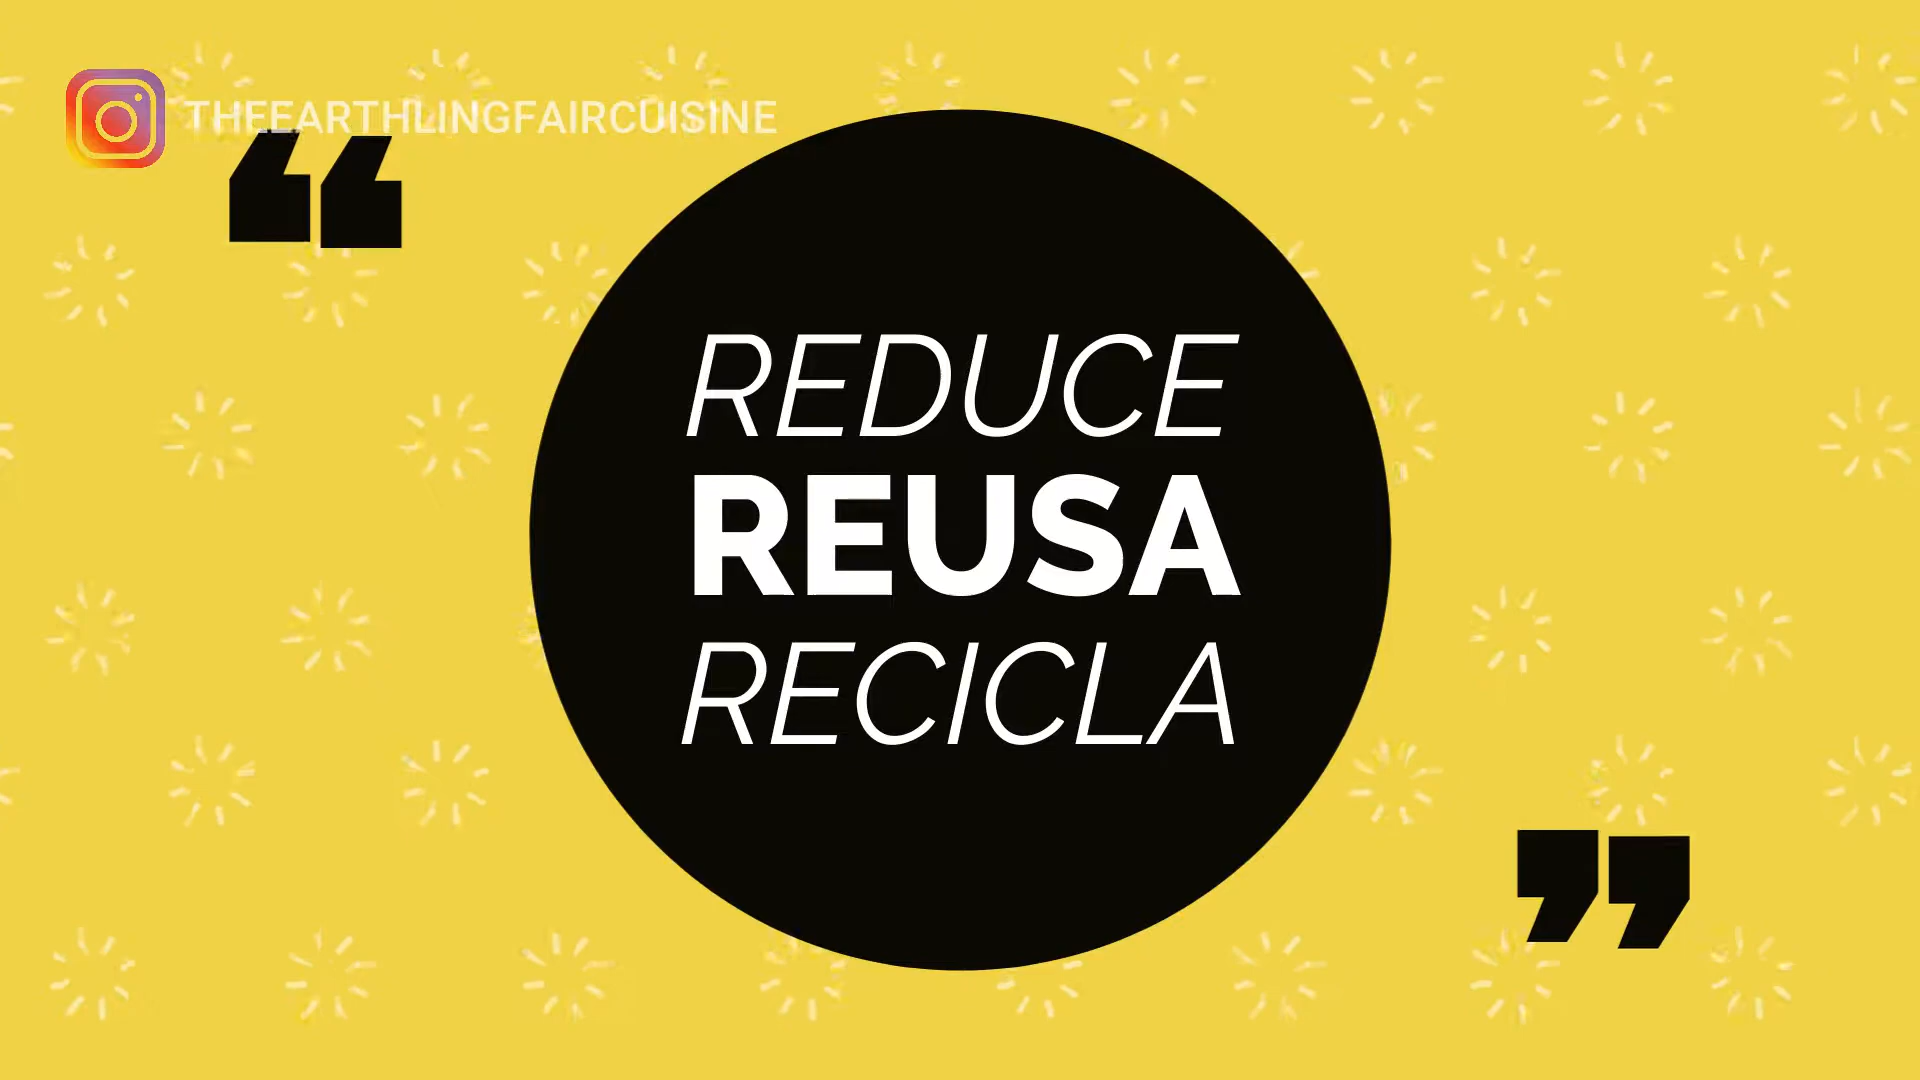 THEEARTHLINGFAIRCUISINE
“
REDUCE
REUSA
RECICLA
”